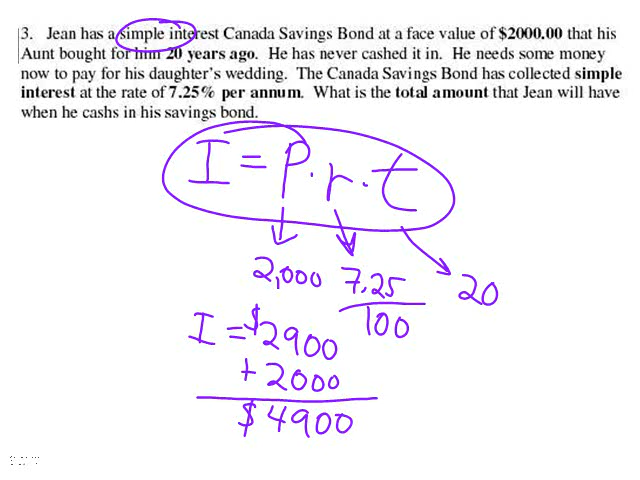 3. Jean has a simple interest Canada Savings Bond at a face value of $2000.00 that his
Aunt bought for him 20 years ago. He has never cashed it in. He needs some money
now to pay for his daughter's wedding. The Canada Savings Bond has collected simple
interest at the rate of 7.25% per annum. What is the total amount that Jean will have
when he cashs in his savings bond.
I = P.r.t
2,000 7.25 20
100
I = $2900
+ 2000
$4900